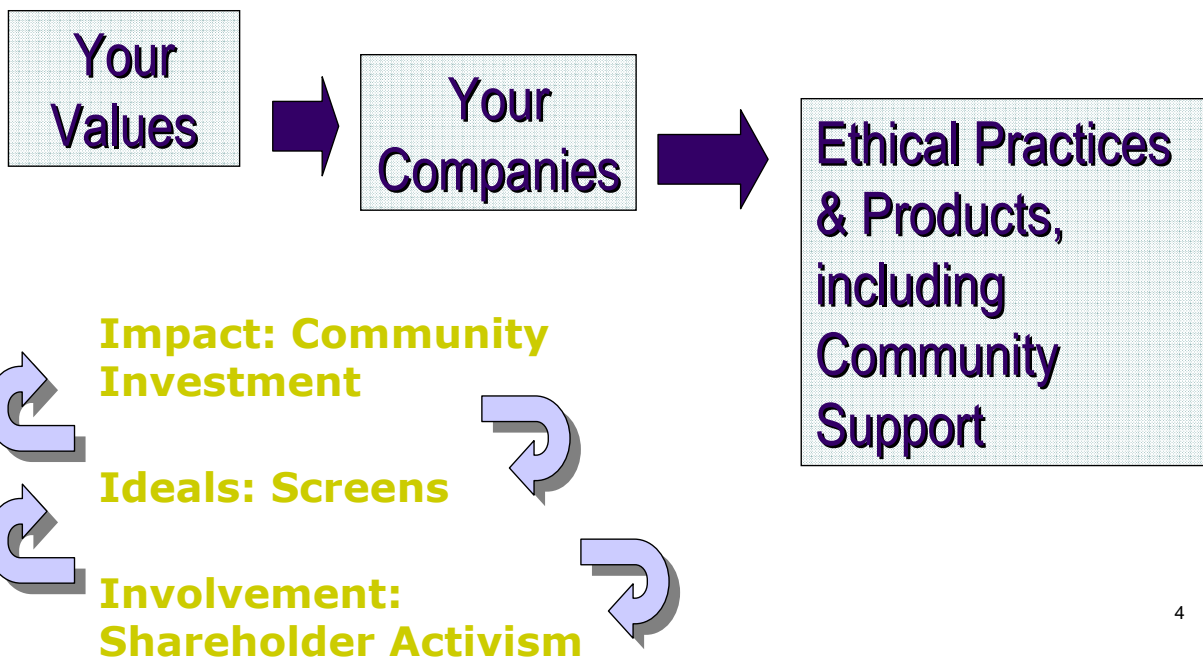 Your
Values
Your
Companies
Ethical Practices
& Products,
including
Community
Support
Impact: Community
Investment
Ideals: Screens
Involvement:
Shareholder Activism
4